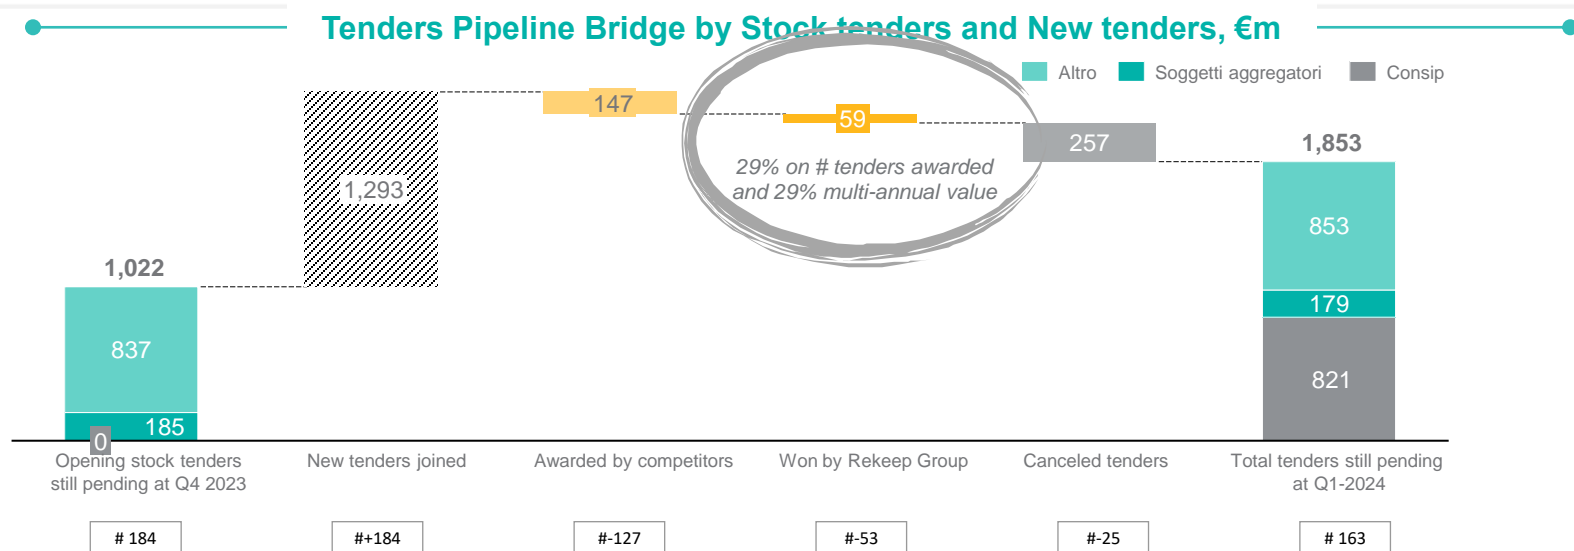 Tenders Pipeline Bridge by Stock tenders and New tenders, €m
Altro
Soggetti aggregatori
Consip
147
59
257
1,853
29% on # tenders awarded
and 29% multi-annual value
1,293
853
1,022
179
837
821
185
0
Opening stock tenders
still pending at Q4 2023
New tenders joined
Awarded by competitors
Won by Rekeep Group
Canceled tenders
Total tenders still pending
at Q1-2024
# 184
#+184
#-127
#-53
#-25
# 163